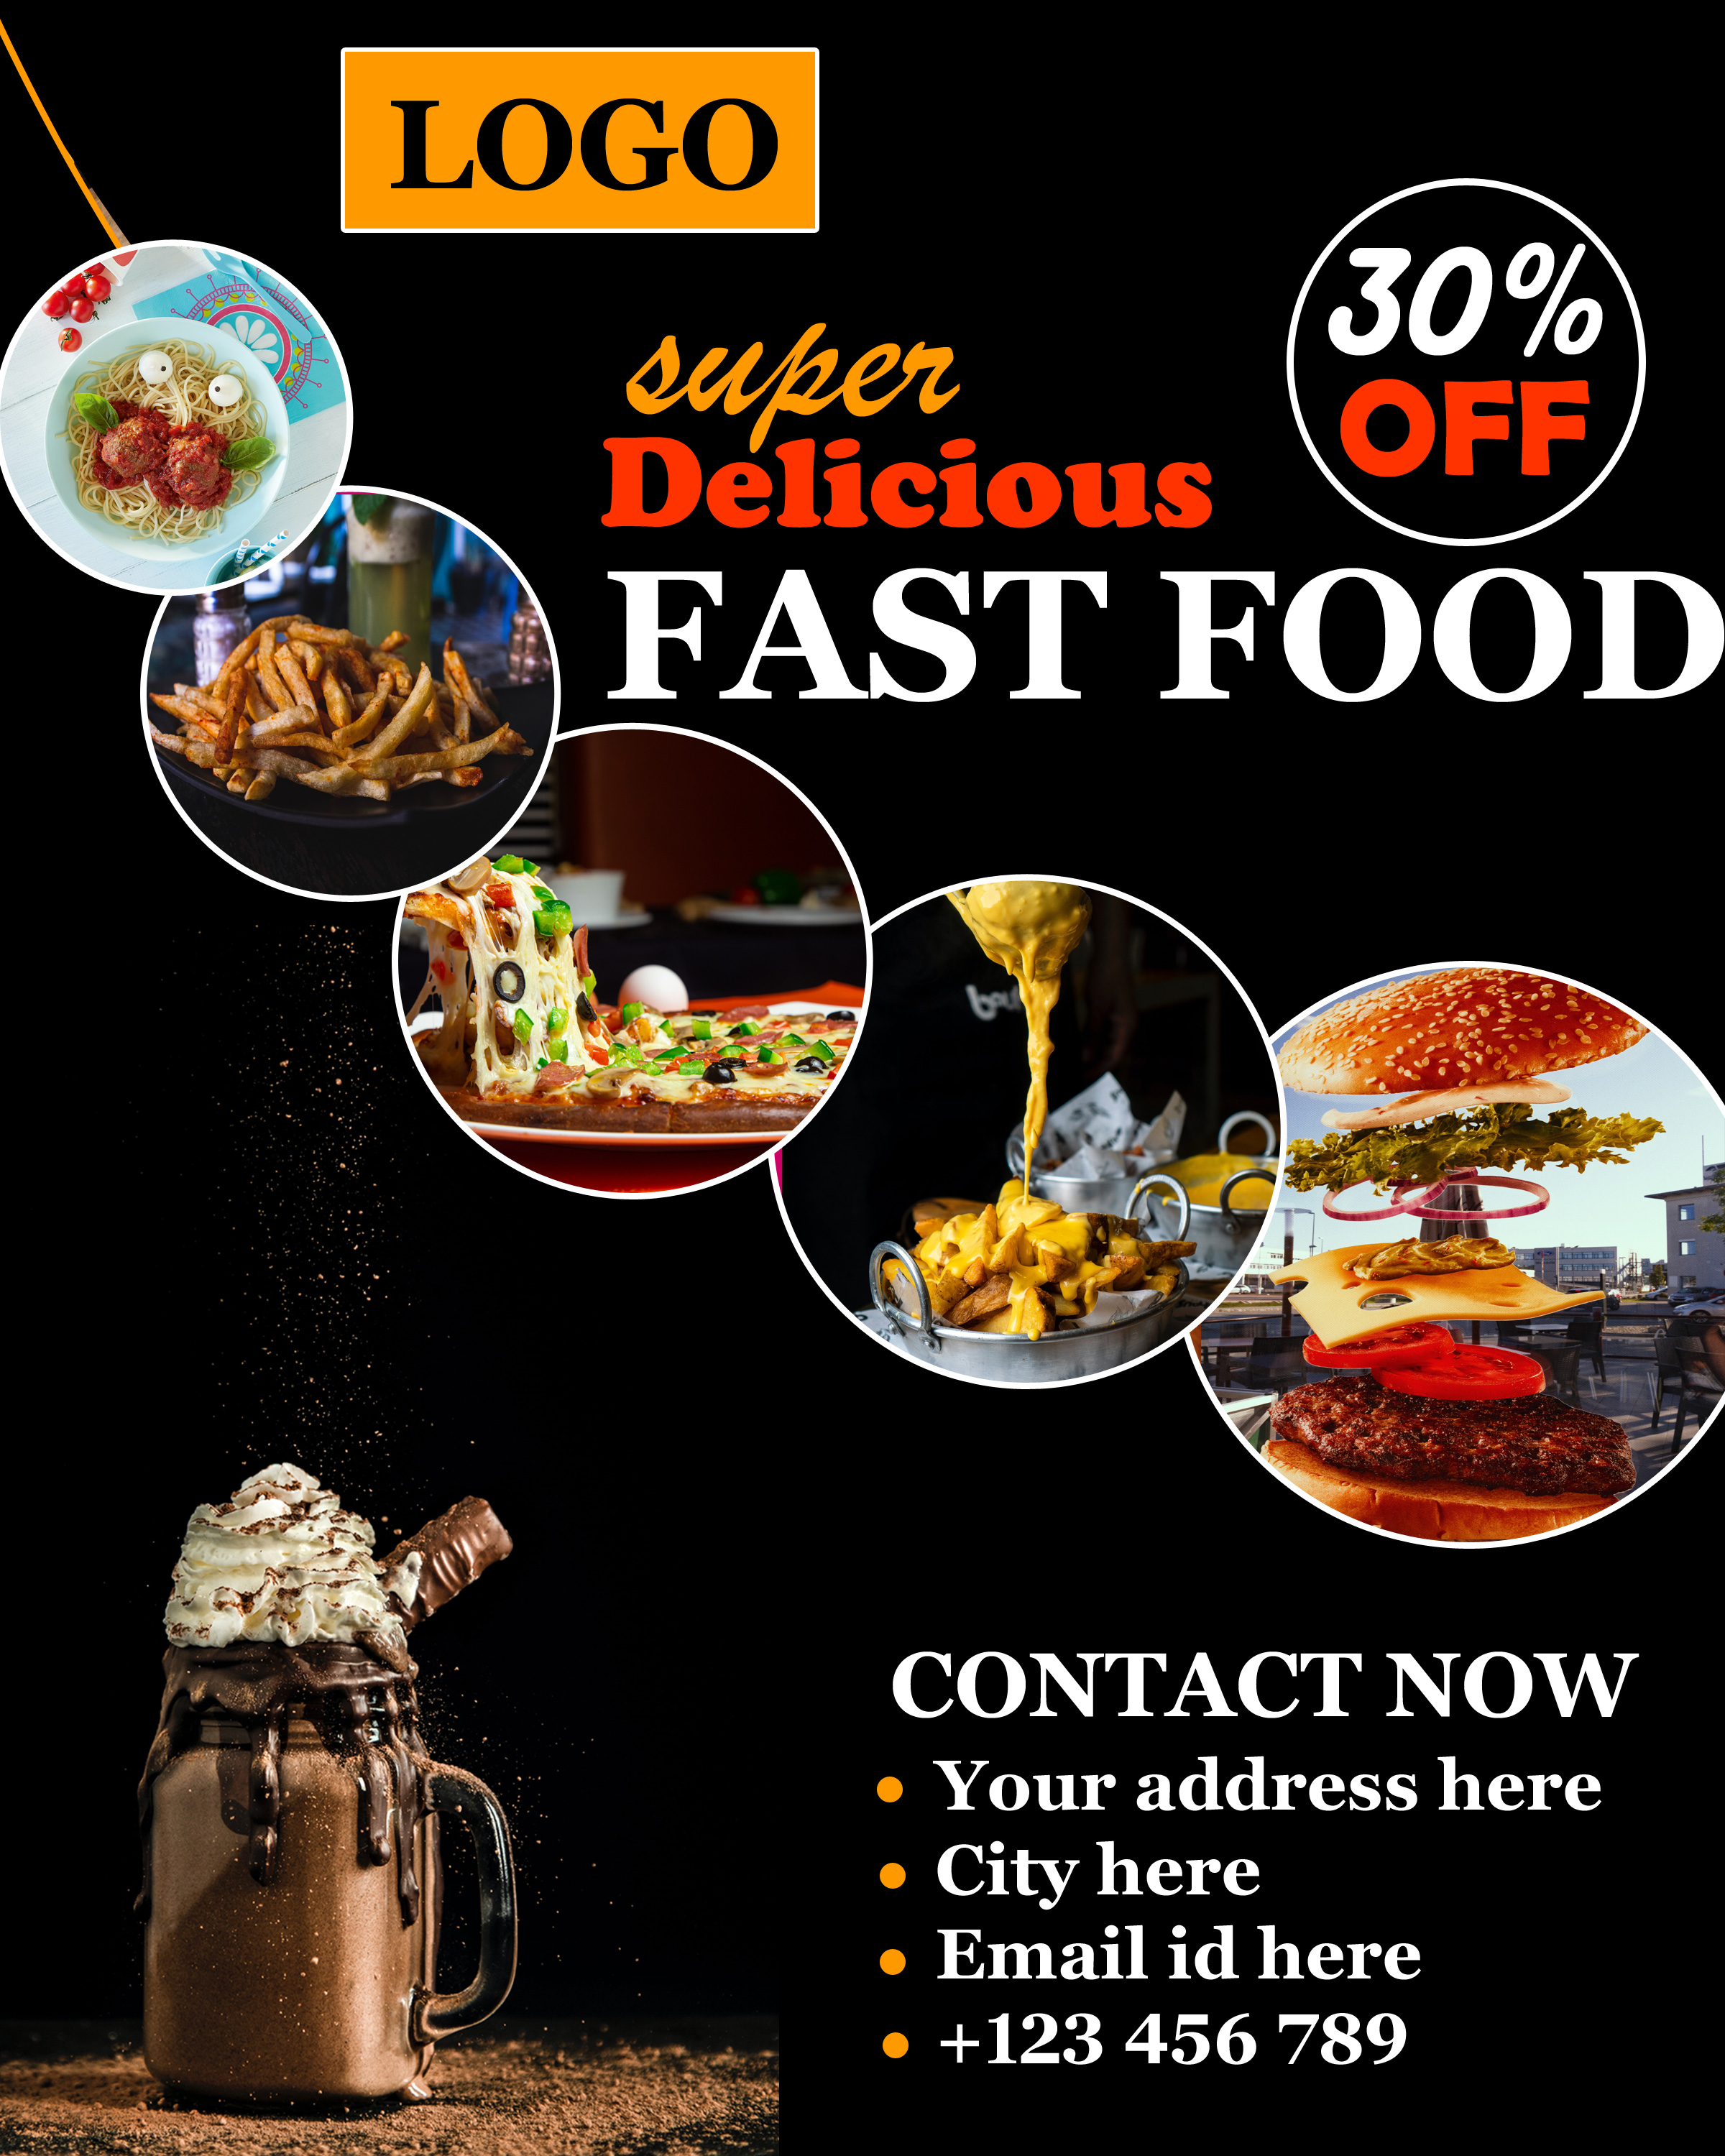 LOGO
30%
OFF
super
Delicious
FAST FOOD
CONTACT NOW
Your address here
City here
Email id here
+123 456 789